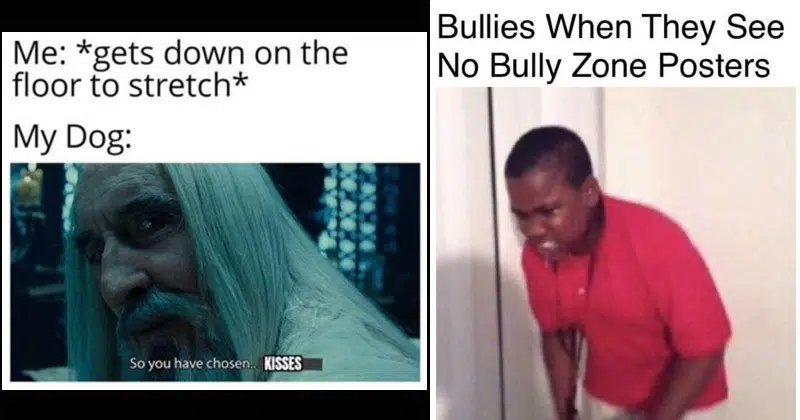 Me: *gets down on the
floor to stretch*
My Dog:
So you have chosen.. KISSES
Bullies When They See
No Bully Zone Posters